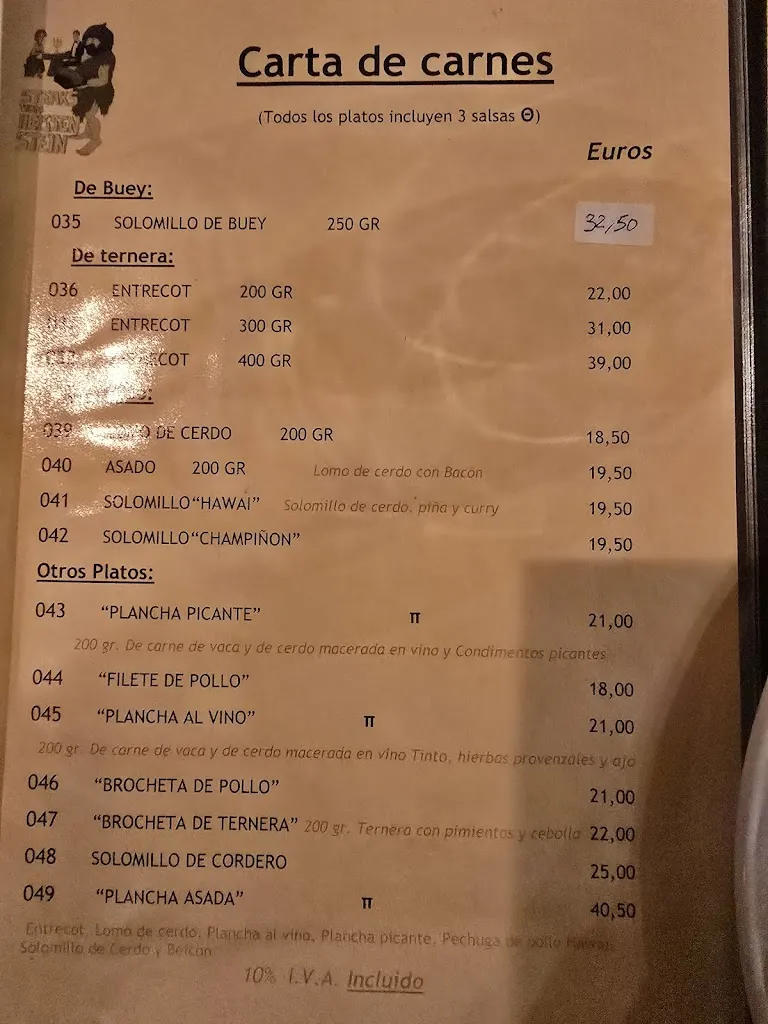 STEAKS
STEIN
Carta de carnes
(Todos los platos incluyen 3 salsas Θ)
Euros
De Buey:
035 SOLOMILLO DE BUEY 250 GR 32,50
De ternera:
036 ENTRECOT 200 GR 22,00
ENTRECOT 300 GR 31,00
400 GR 39,00
039 DE CERDO 200 GR 18,50
040 ASADO 200 GR Lomo de cerdo con Bacón 19,50
041 SOLOMILLO“HAWAI” Solomillo de cerdo, piña y curry 19,50
042 SOLOMILLO“CHAMPIÑON” 19,50
Otros Platos:
043 “PLANCHA PICANTE” π 21,00
200 gr. De carne de vaca y de cerdo macerada en vino y Condimentos picantes
044 “FILETE DE POLLO” 18,00
045 “PLANCHA AL VINO” π 21,00
200 gr. De carne de vaca y de cerdo macerada en vino Tinto, hierbas provenzales y ajo
046 “BROCHETA DE POLLO” 21,00
047 “BROCHETA DE TERNERA” 200 gr. Ternera con pimientos y cebolla 22,00
048 SOLOMILLO DE CORDERO 25,00
049 “PLANCHA ASADA” π 40,50
Entrecot, Lomo de cerdo, Plancha al vino, Plancha picante, Pechuga de pollo Hawai,
Solomillo de Cerdo y Beicon
10% I.V.A. Incluido